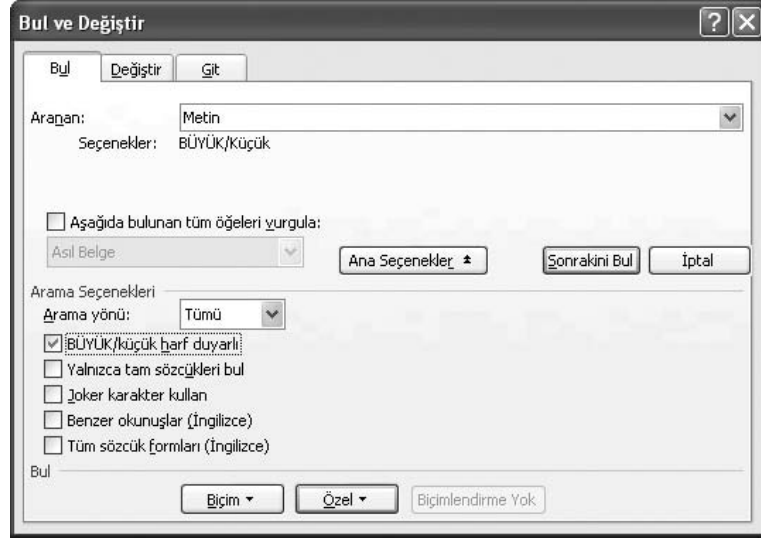 Bul ve Değiştir
Bul Değiştir Git
Aranan: Metin
Seçenekler: BÜYÜK/Küçük
Aşağıda bulunan tüm öğeleri vurgula:
Asıl Belge
Ana Seçenekler Sonrakini Bul İptal
Arama Seçenekleri
Arama yönü: Tümü
BÜYÜK/küçük harf duyarlı
Yalnızca tam sözcükleri bul
Joker karakter kullan
Benzer okunuşlar (İngilizce)
Tüm sözcük formları (İngilizce)
Bul
Biçim Özel Biçimlendirme Yok